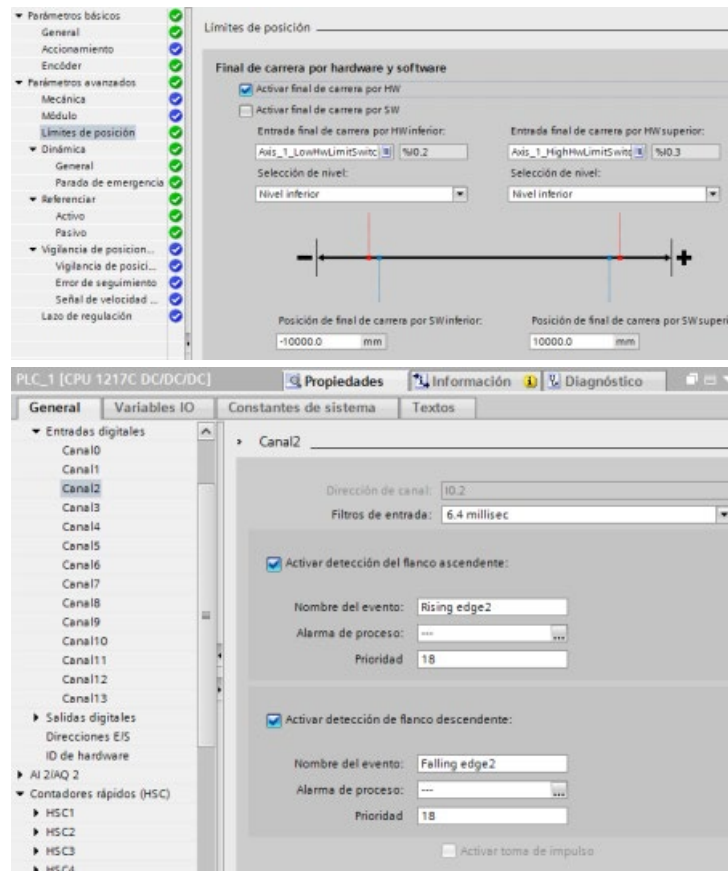 Parámetros básicos
General
Accionamiento
Encóder
Parámetros avanzados
Mecánica
Módulo
Límites de posición
Dinámica
General
Parada de emergencia
Referenciar
Activo
Pasivo
Vigilancia de posicion...
Vigilancia de posici...
Error de seguimiento
Señal de velocidad ...
Lazo de regulación
Límites de posición
Final de carrera por hardware y software
Activar final de carrera por HW
Activar final de carrera por SW
Entrada final de carrera por HW inferior:
Entrada final de carrera por HW superior:
Axis_1_LowHwLimitSwitc
%I0.2
Axis_1_HighHwLimitSwitc
%I0.3
Selección de nivel:
Selección de nivel:
Nivel inferior
Nivel inferior
Posición de final de carrera por SW inferior:
Posición de final de carrera por SW superi
-10000.0 mm
10000.0 mm
PLC_1 [CPU 1217C DC/DC/DC]
Propiedades
Información
Diagnóstico
General
Variables IO
Constantes de sistema
Textos
Entradas digitales
Canal0
Canal1
Canal2
Canal3
Canal4
Canal5
Canal6
Canal7
Canal8
Canal9
Canal10
Canal11
Canal12
Canal13
Salidas digitales
Direcciones E/S
ID de hardware
AI 2/AQ 2
Contadores rápidos (HSC)
HSC1
HSC2
HSC3
HSC4
Canal2
Dirección de canal: I0.2
Filtros de entrada: 6.4 millisec
Activar detección del flanco ascendente:
Nombre del evento: Rising edge2
Alarma de proceso: --- ...
Prioridad 18
Activar detección de flanco descendente:
Nombre del evento: Falling edge2
Alarma de proceso: --- ...
Prioridad 18
Activar toma de impulso